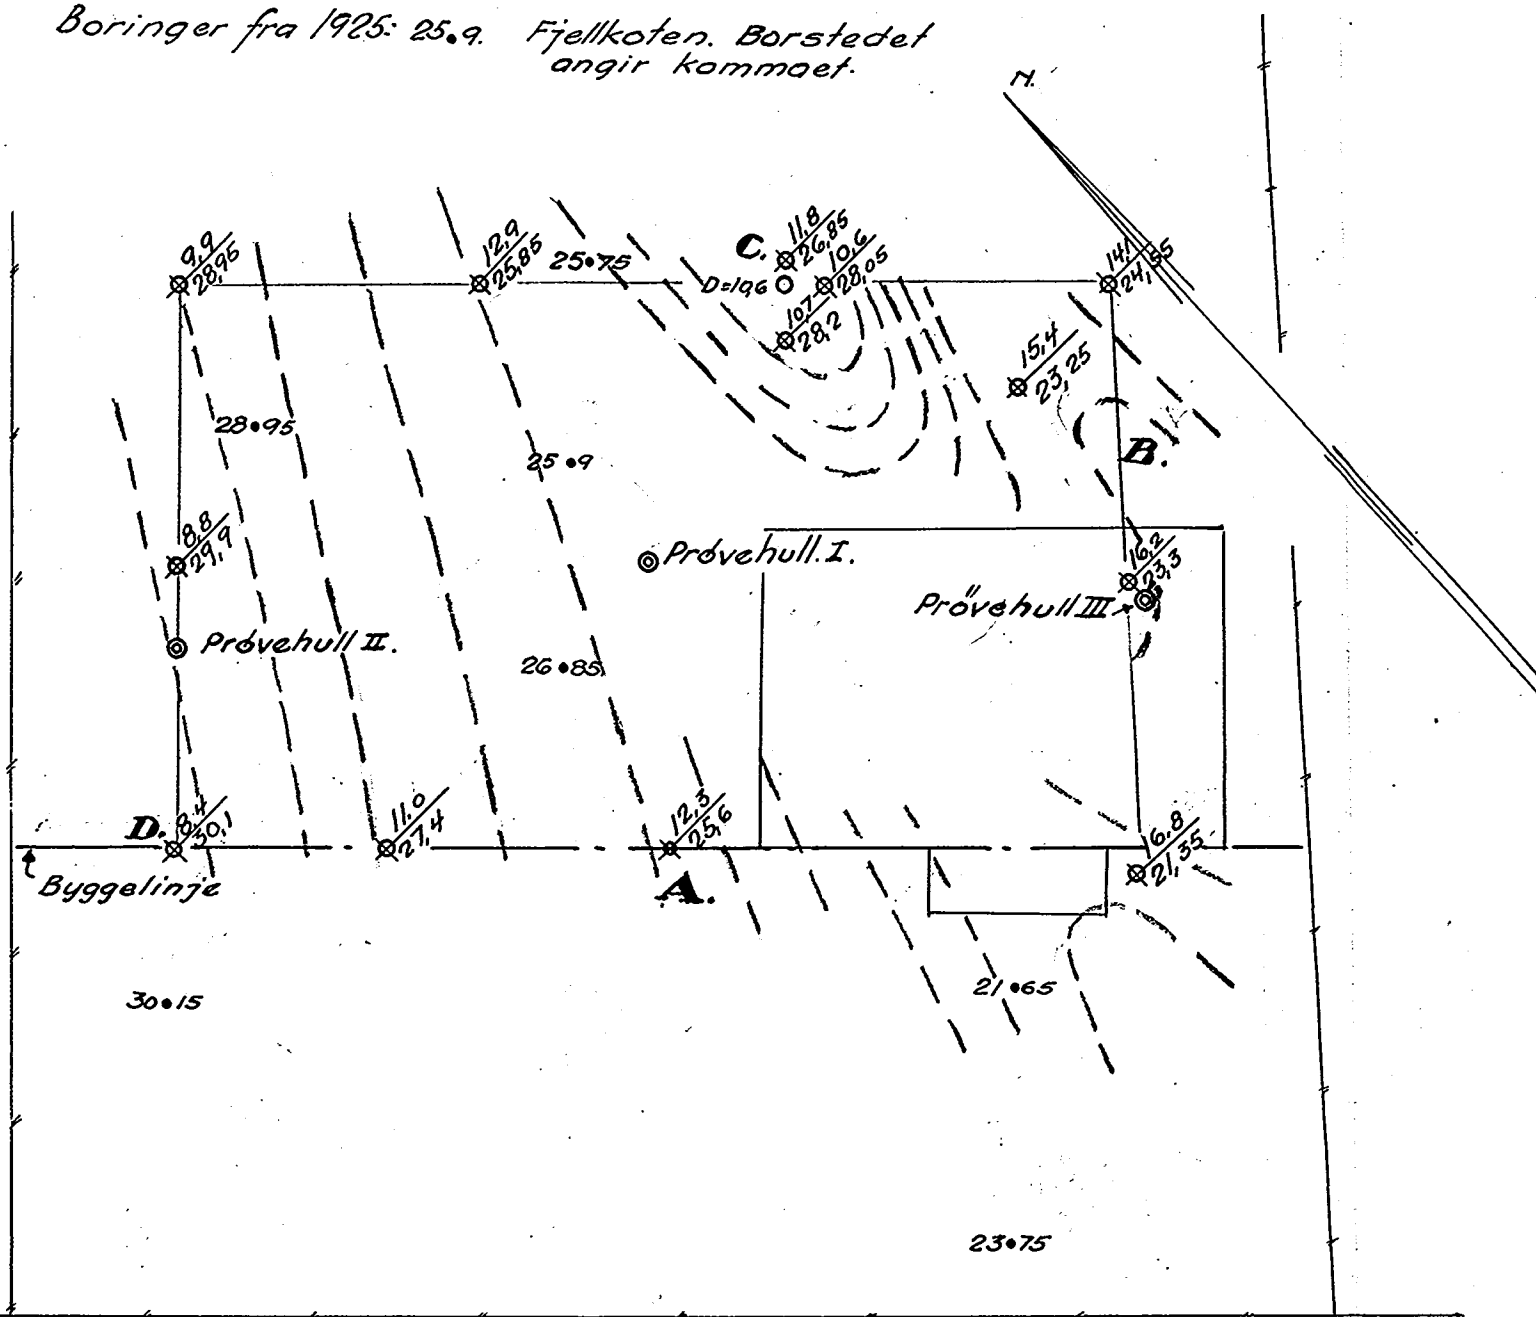 Boringer fra 1925: 25.9. Fjellkoten. Borstedet
angir kommaet.
N.
9,9
28,95
12,9
25,85
25.75
C.
11,8
26,85
10,6
28,05
D=10,6
10,7
28,2
14,1
24,55
15,4
23,25
28.95
25.9
B.
8,8
29,9
Prøvehull. I.
16,2
23,3
Prövehull III
Prøvehull II.
26.85
D.
8,4
30,1
11,0
27,4
12,3
25,6
A.
6,8
21,35
Byggelinje
30.15
21.65
23.75